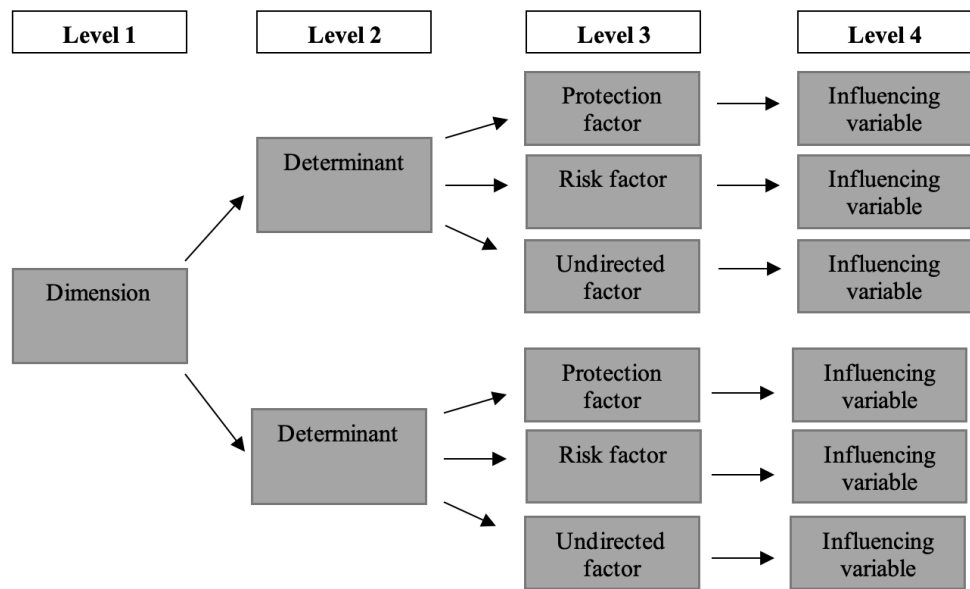 Level 1
Level 2
Level 3
Level 4
Protection
factor
Influencing
variable
Determinant
Risk factor
Influencing
variable
Undirected
factor
Influencing
variable
Dimension
Protection
factor
Influencing
variable
Determinant
Risk factor
Influencing
variable
Undirected
factor
Influencing
variable